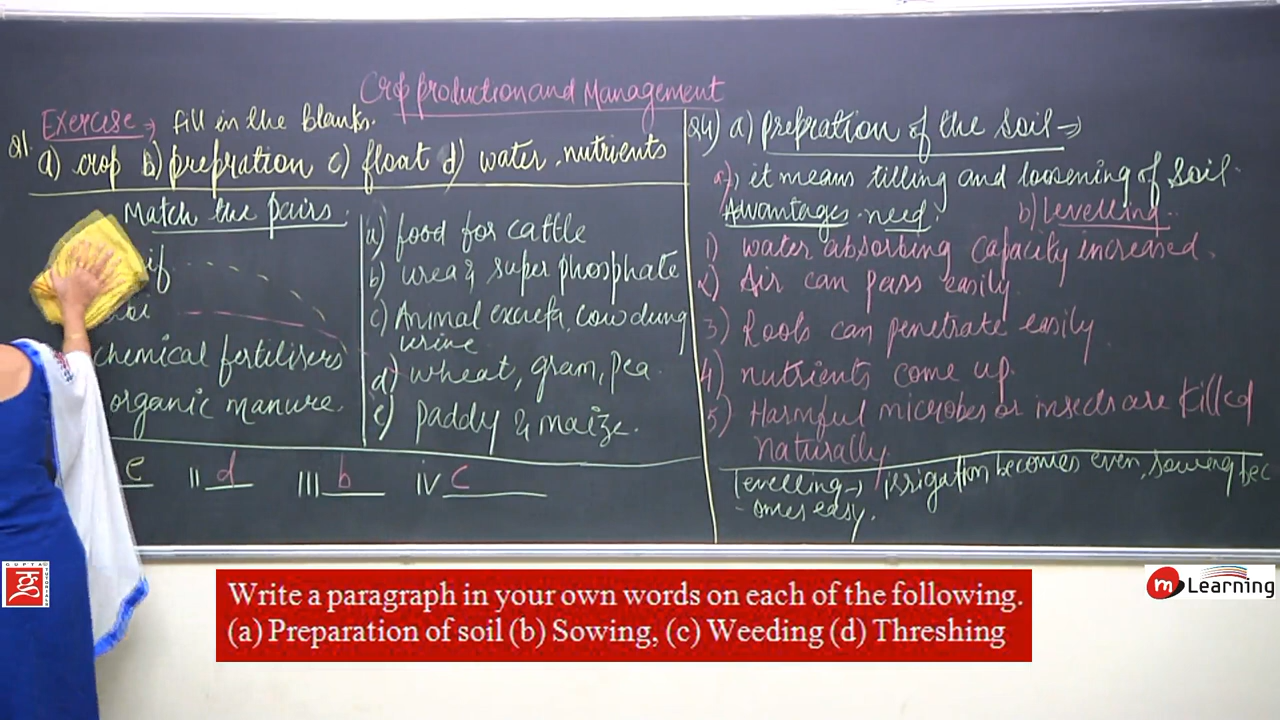 Crop production and Management
Exercise → fill in the blanks.
Q1. a) crop b) prepration c) float d) water, nutrients
Match the pairs.
if
chemical fertilisers
organic manure.
a) food for cattle
b) urea & super phosphate
c) Animal excreta, cow dung
urine
d) wheat, gram, pea.
e) paddy & maize.
e ii d iii b iv c
Q4) a) prepration of the soil →
a → it means tilling and loosening of soil.
Advantages. need. b) levelling.
1) water absorbing capacity increased.
2) Air can pass easily.
3) Roots can penetrate easily
4) nutrients come up.
5) Harmful microbes or insects are killed
naturally.
levelling → irrigation becomes even, sowing bec
-omes easy.
GUPTA TUTORIALS
Write a paragraph in your own words on each of the following.
(a) Preparation of soil (b) Sowing, (c) Weeding (d) Threshing
m Learning